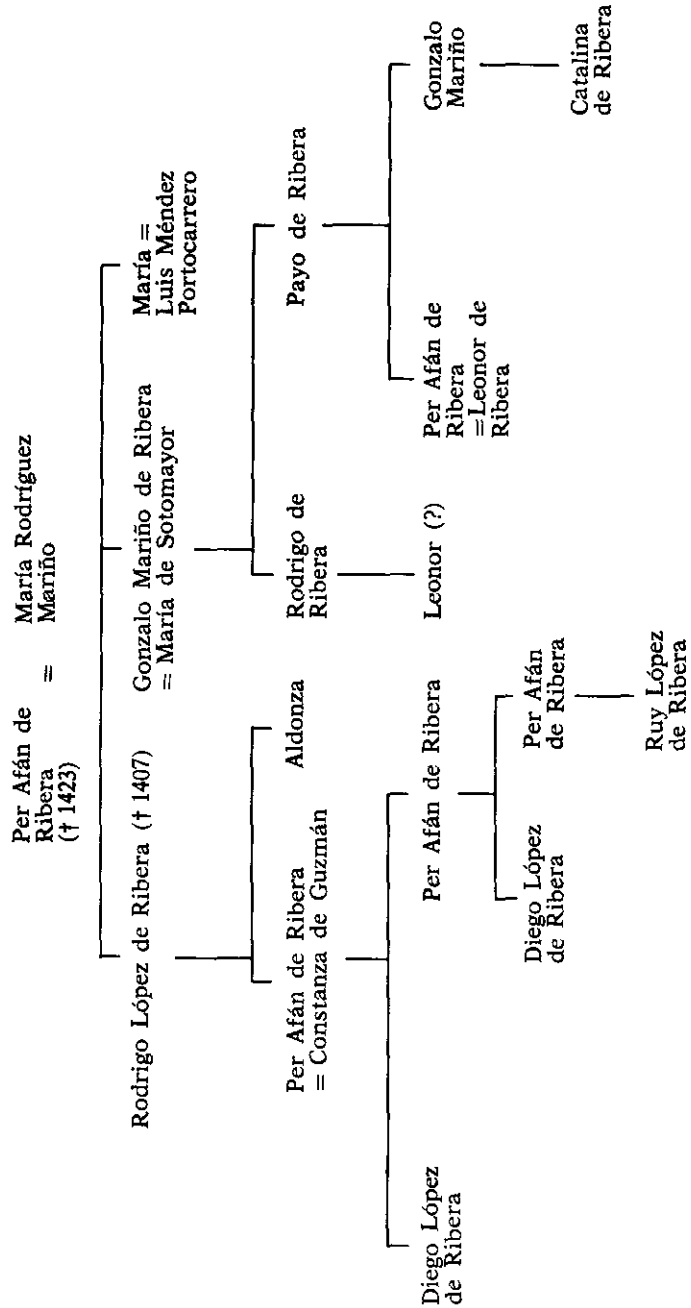 Per Afán de
Ribera
(† 1423)
=
María Rodríguez
Mariño
Rodrigo López de Ribera († 1407)
Gonzalo Mariño de Ribera
= María de Sotomayor
María =
Luis Méndez
Portocarrero
Per Afán de Ribera
= Constanza de Guzmán
Aldonza
Rodrigo de
Ribera
Payo de Ribera
Diego López
de Ribera
Per Afán de Ribera
Leonor (?)
Per Afán de
Ribera
=Leonor de
Ribera
Gonzalo
Mariño
Diego López
de Ribera
Per Afán
de Ribera
Catalina
de Ribera
Ruy López
de Ribera